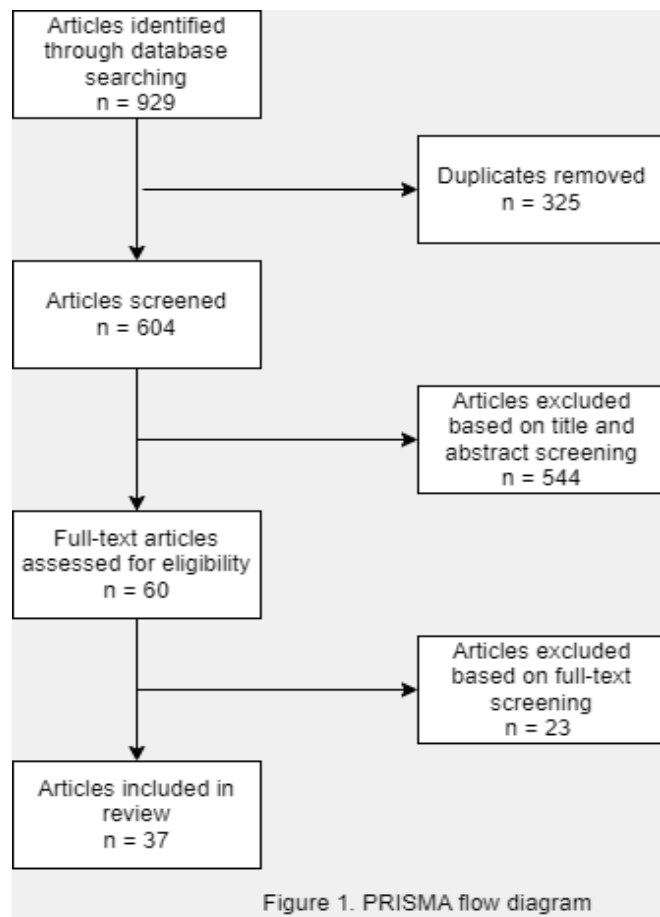 Articles identified
through database
searching
n = 929
Duplicates removed
n = 325
Articles screened
n = 604
Articles excluded
based on title and
abstract screening
n = 544
Full-text articles
assessed for eligibility
n = 60
Articles excluded
based on full-text
screening
n = 23
Articles included in
review
n = 37
Figure 1. PRISMA flow diagram